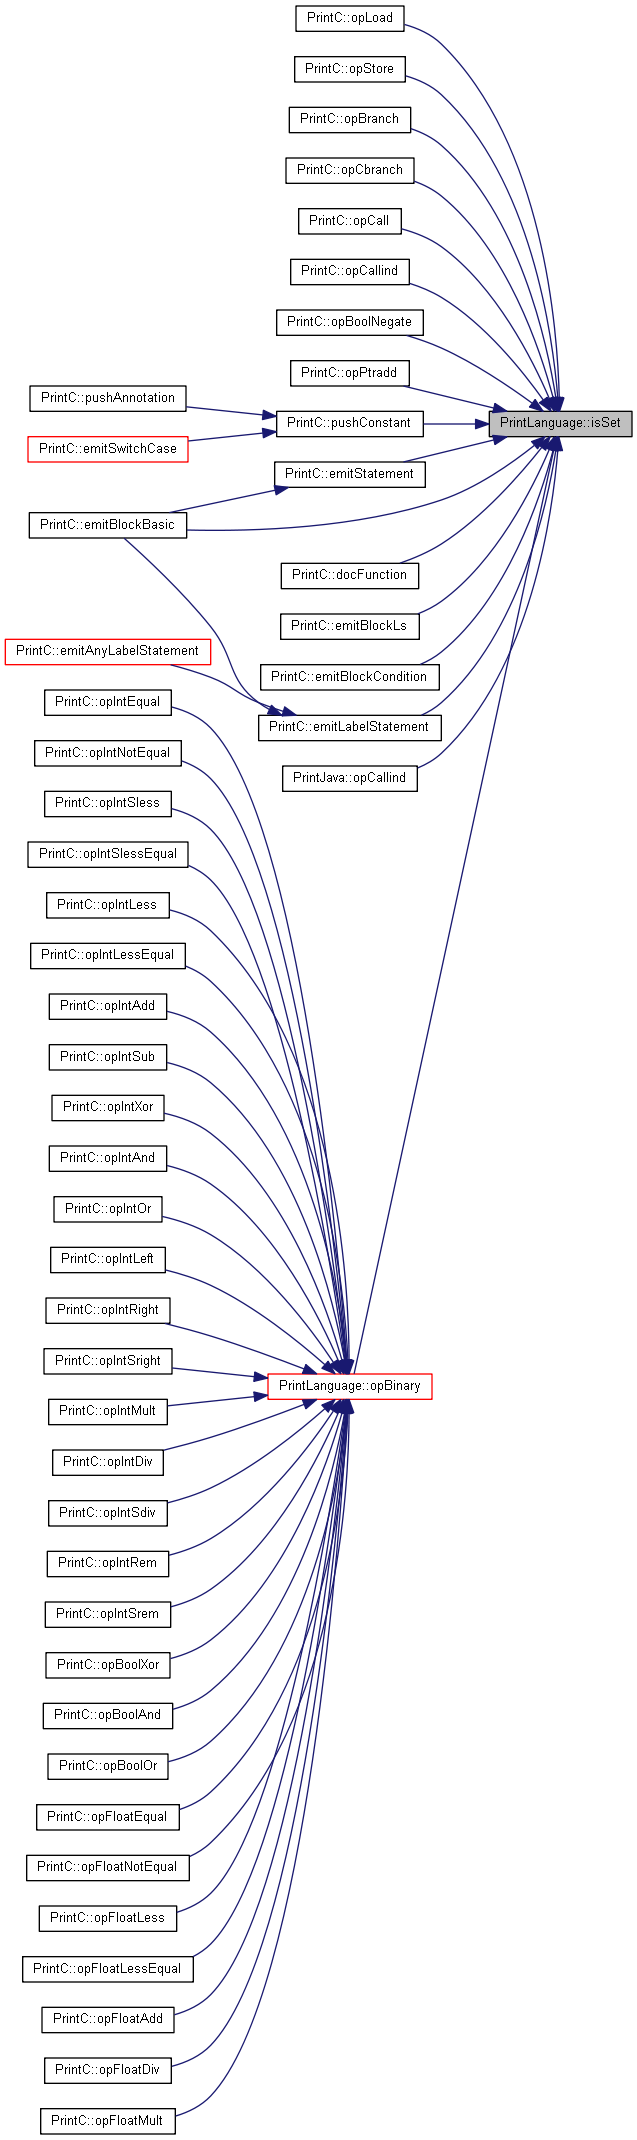 PrintC::opLoad
PrintC::opStore
PrintC::opBranch
PrintC::opCbranch
PrintC::opCall
PrintC::opCallind
PrintC::opBoolNegate
PrintC::opPtradd
PrintC::pushAnnotation
PrintC::pushConstant
PrintLanguage::isSet
PrintC::emitSwitchCase
PrintC::emitStatement
PrintC::emitBlockBasic
PrintC::docFunction
PrintC::emitBlockLs
PrintC::emitAnyLabelStatement
PrintC::emitBlockCondition
PrintC::opIntEqual
PrintC::emitLabelStatement
PrintC::opIntNotEqual
PrintJava::opCallind
PrintC::opIntSless
PrintC::opIntSlessEqual
PrintC::opIntLess
PrintC::opIntLessEqual
PrintC::opIntAdd
PrintC::opIntSub
PrintC::opIntXor
PrintC::opIntAnd
PrintC::opIntOr
PrintC::opIntLeft
PrintC::opIntRight
PrintC::opIntSright
PrintLanguage::opBinary
PrintC::opIntMult
PrintC::opIntDiv
PrintC::opIntSdiv
PrintC::opIntRem
PrintC::opIntSrem
PrintC::opBoolXor
PrintC::opBoolAnd
PrintC::opBoolOr
PrintC::opFloatEqual
PrintC::opFloatNotEqual
PrintC::opFloatLess
PrintC::opFloatLessEqual
PrintC::opFloatAdd
PrintC::opFloatDiv
PrintC::opFloatMult